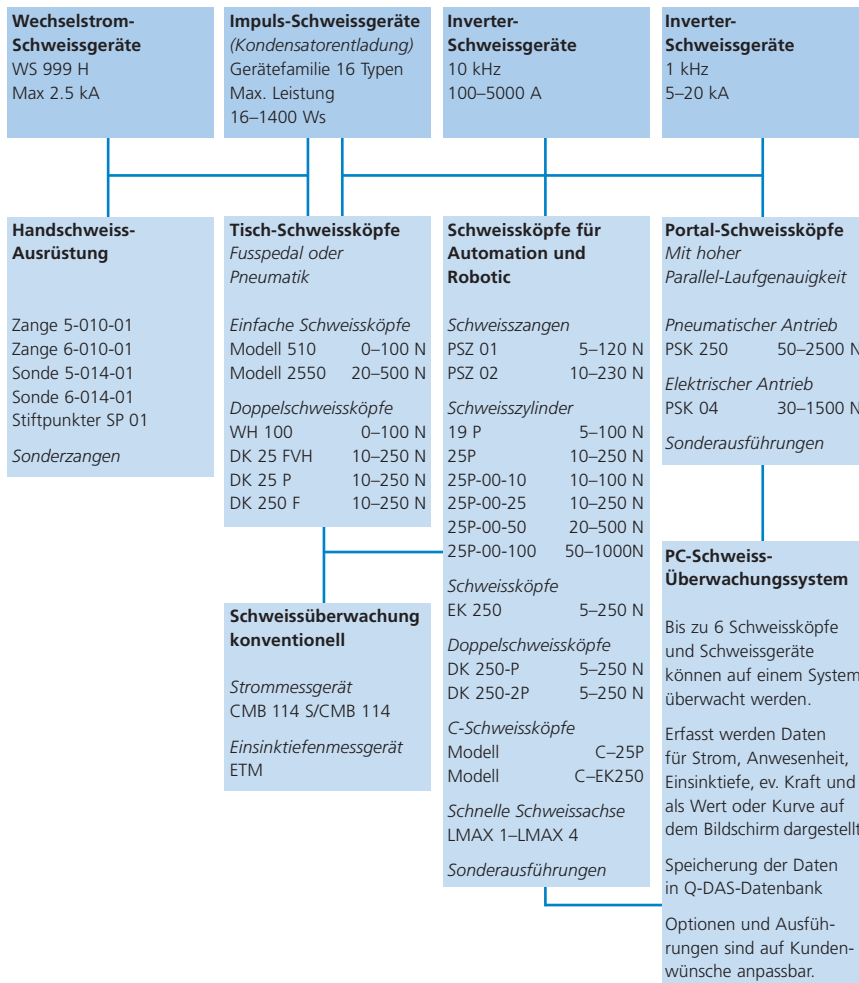 Wechselstrom-
Schweissgeräte
WS 999 H
Max 2.5 kA
Impuls-Schweissgeräte
(Kondensatorentladung)
Gerätefamilie 16 Typen
Max. Leistung
16–1400 Ws
Inverter-
Schweissgeräte
10 kHz
100–5000 A
Inverter-
Schweissgeräte
1 kHz
5–20 kA
Handschweiss-
Ausrüstung
Zange 5-010-01
Zange 6-010-01
Sonde 5-014-01
Sonde 6-014-01
Stiftpunkter SP 01
Sonderzangen
Tisch-Schweissköpfe
Fusspedal oder
Pneumatik
Einfache Schweissköpfe
Modell 510 0–100 N
Modell 2550 20–500 N
Doppelschweissköpfe
WH 100 0–100 N
DK 25 FVH 10–250 N
DK 25 P 10–250 N
DK 250 F 10–250 N
Schweissköpfe für
Automation und
Robotic
Schweisszangen
PSZ 01 5–120 N
PSZ 02 10–230 N
Schweisszylinder
19 P 5–100 N
25P 10–250 N
25P-00-10 10–100 N
25P-00-25 10–250 N
25P-00-50 20–500 N
25P-00-100 50–1000N
Schweissköpfe
EK 250 5–250 N
Doppelschweissköpfe
DK 250-P 5–250 N
DK 250-2P 5–250 N
C-Schweissköpfe
Modell C–25P
Modell C–EK250
Schnelle Schweissachse
LMAX 1–LMAX 4
Sonderausführungen
Portal-Schweissköpfe
Mit hoher
Parallel-Laufgenauigkeit
Pneumatischer Antrieb
PSK 250 50–2500 N
Elektrischer Antrieb
PSK 04 30–1500 N
Sonderausführungen
Schweissüberwachung
konventionell
Strommessgerät
CMB 114 S/CMB 114
Einsinktiefenmessgerät
ETM
PC-Schweiss-
Überwachungssystem
Bis zu 6 Schweissköpfe
und Schweissgeräte
können auf einem System
überwacht werden.
Erfasst werden Daten
für Strom, Anwesenheit,
Einsinktiefe, ev. Kraft und
als Wert oder Kurve auf
dem Bildschirm dargestellt
Speicherung der Daten
in Q-DAS-Datenbank
Optionen und Ausfüh-
rungen sind auf Kunden-
wünsche anpassbar.